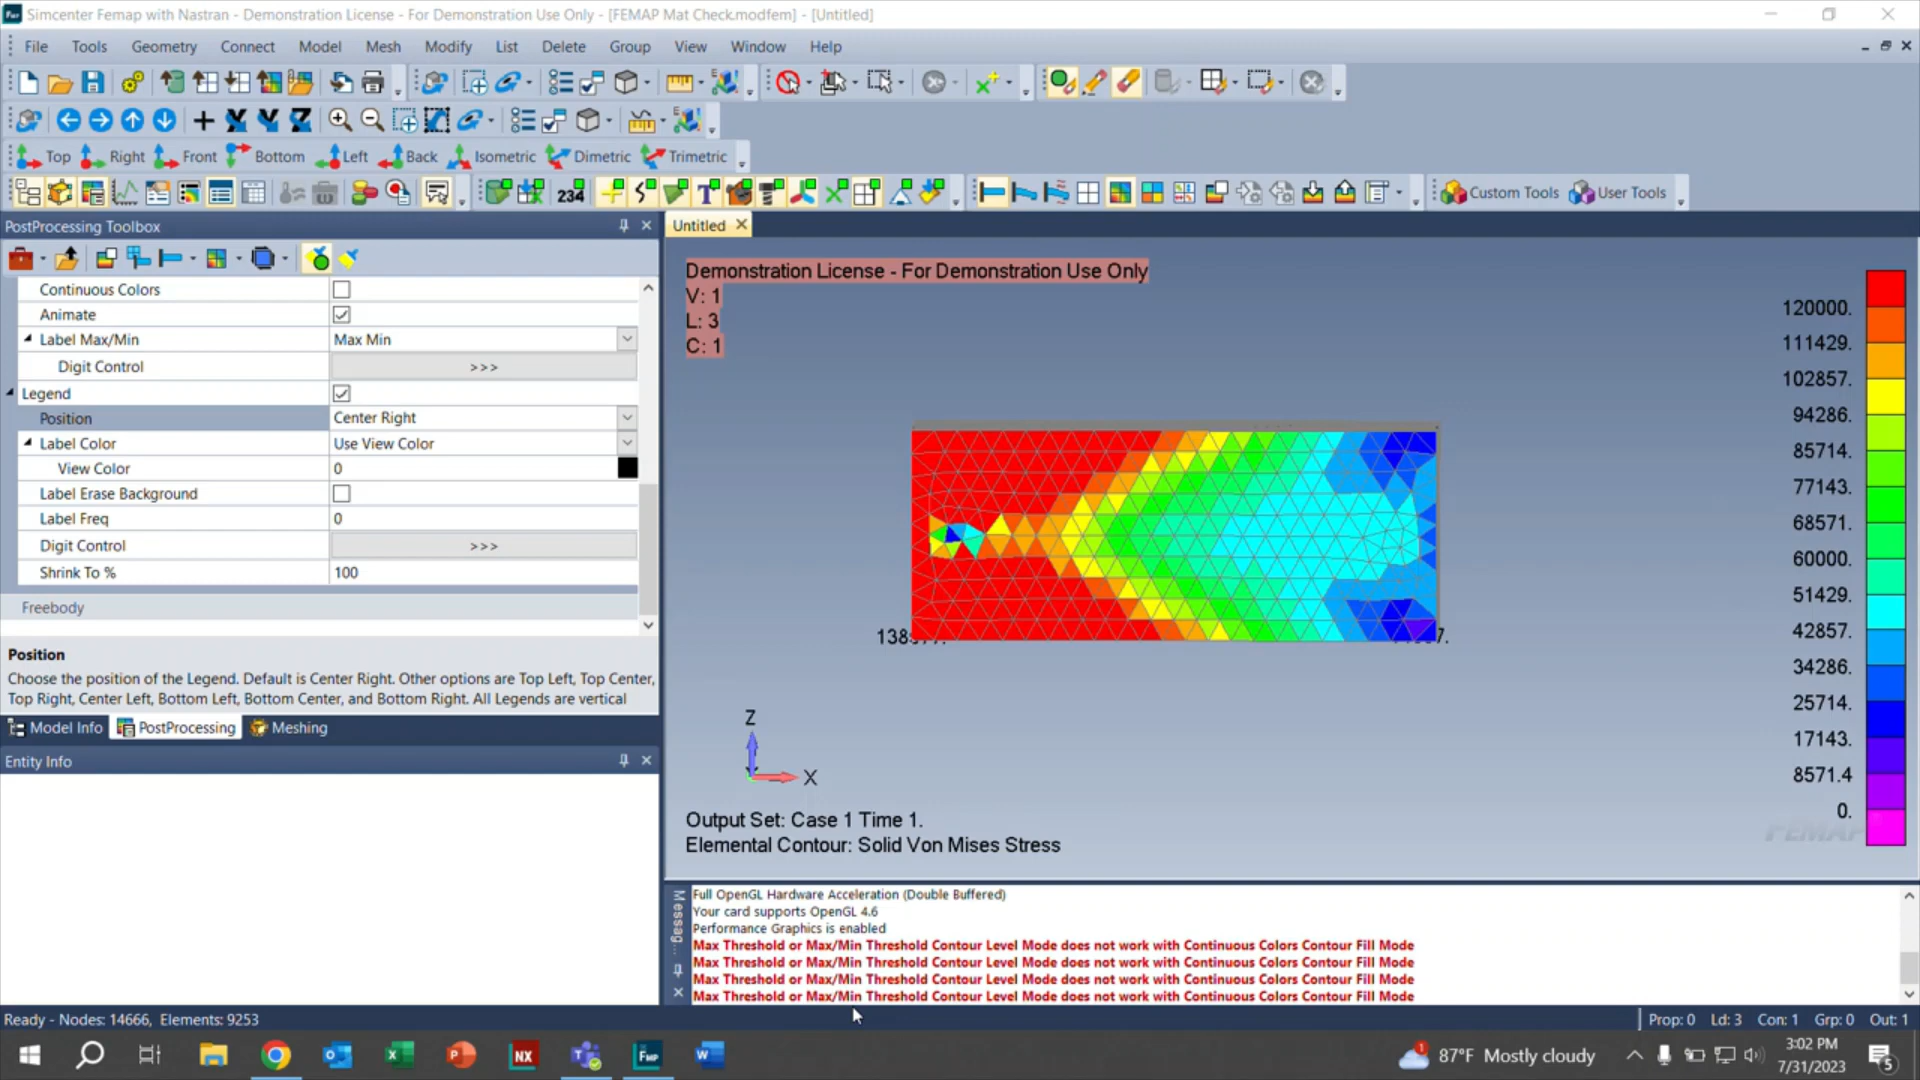 Simcenter Femap with Nastran - Demonstration License - For Demonstration Use Only - [FEMAP Mat Check.modfem] - [Untitled]
File Tools Geometry Connect Model Mesh Modify List Delete Group View Window Help
Top Right Front Bottom Left Back Isometric Dimetric Trimetric
234 Custom Tools User Tools
PostProcessing Toolbox
Continuous Colors
Animate
Label Max/Min Max Min
Digit Control >>>
Legend
Position Center Right
Label Color Use View Color
View Color 0
Label Erase Background
Label Freq 0
Digit Control >>>
Shrink To % 100
Freebody
Position
Choose the position of the Legend. Default is Center Right. Other options are Top Left, Top Center,
Top Right, Center Left, Bottom Left, Bottom Center, and Bottom Right. All Legends are vertical
Model Info PostProcessing Meshing
Entity Info
Untitled
Demonstration License - For Demonstration Use Only
V: 1
L: 3
C: 1
120000.
111429.
102857.
94286.
85714.
77143.
68571.
60000.
51429.
42857.
34286.
25714.
17143.
8571.4
0.
FEMAP
Z
X
Output Set: Case 1 Time 1.
Elemental Contour: Solid Von Mises Stress
Messag...
Full OpenGL Hardware Acceleration (Double Buffered)
Your card supports OpenGL 4.6
Performance Graphics is enabled
Max Threshold or Max/Min Threshold Contour Level Mode does not work with Continuous Colors Contour Fill Mode
Max Threshold or Max/Min Threshold Contour Level Mode does not work with Continuous Colors Contour Fill Mode
Max Threshold or Max/Min Threshold Contour Level Mode does not work with Continuous Colors Contour Fill Mode
Max Threshold or Max/Min Threshold Contour Level Mode does not work with Continuous Colors Contour Fill Mode
Ready - Nodes: 14666, Elements: 9253
Prop: 0 Ld: 3 Con: 1 Grp: 0 Out: 1
NX FMP
87°F Mostly cloudy
3:02 PM
7/31/2023
5